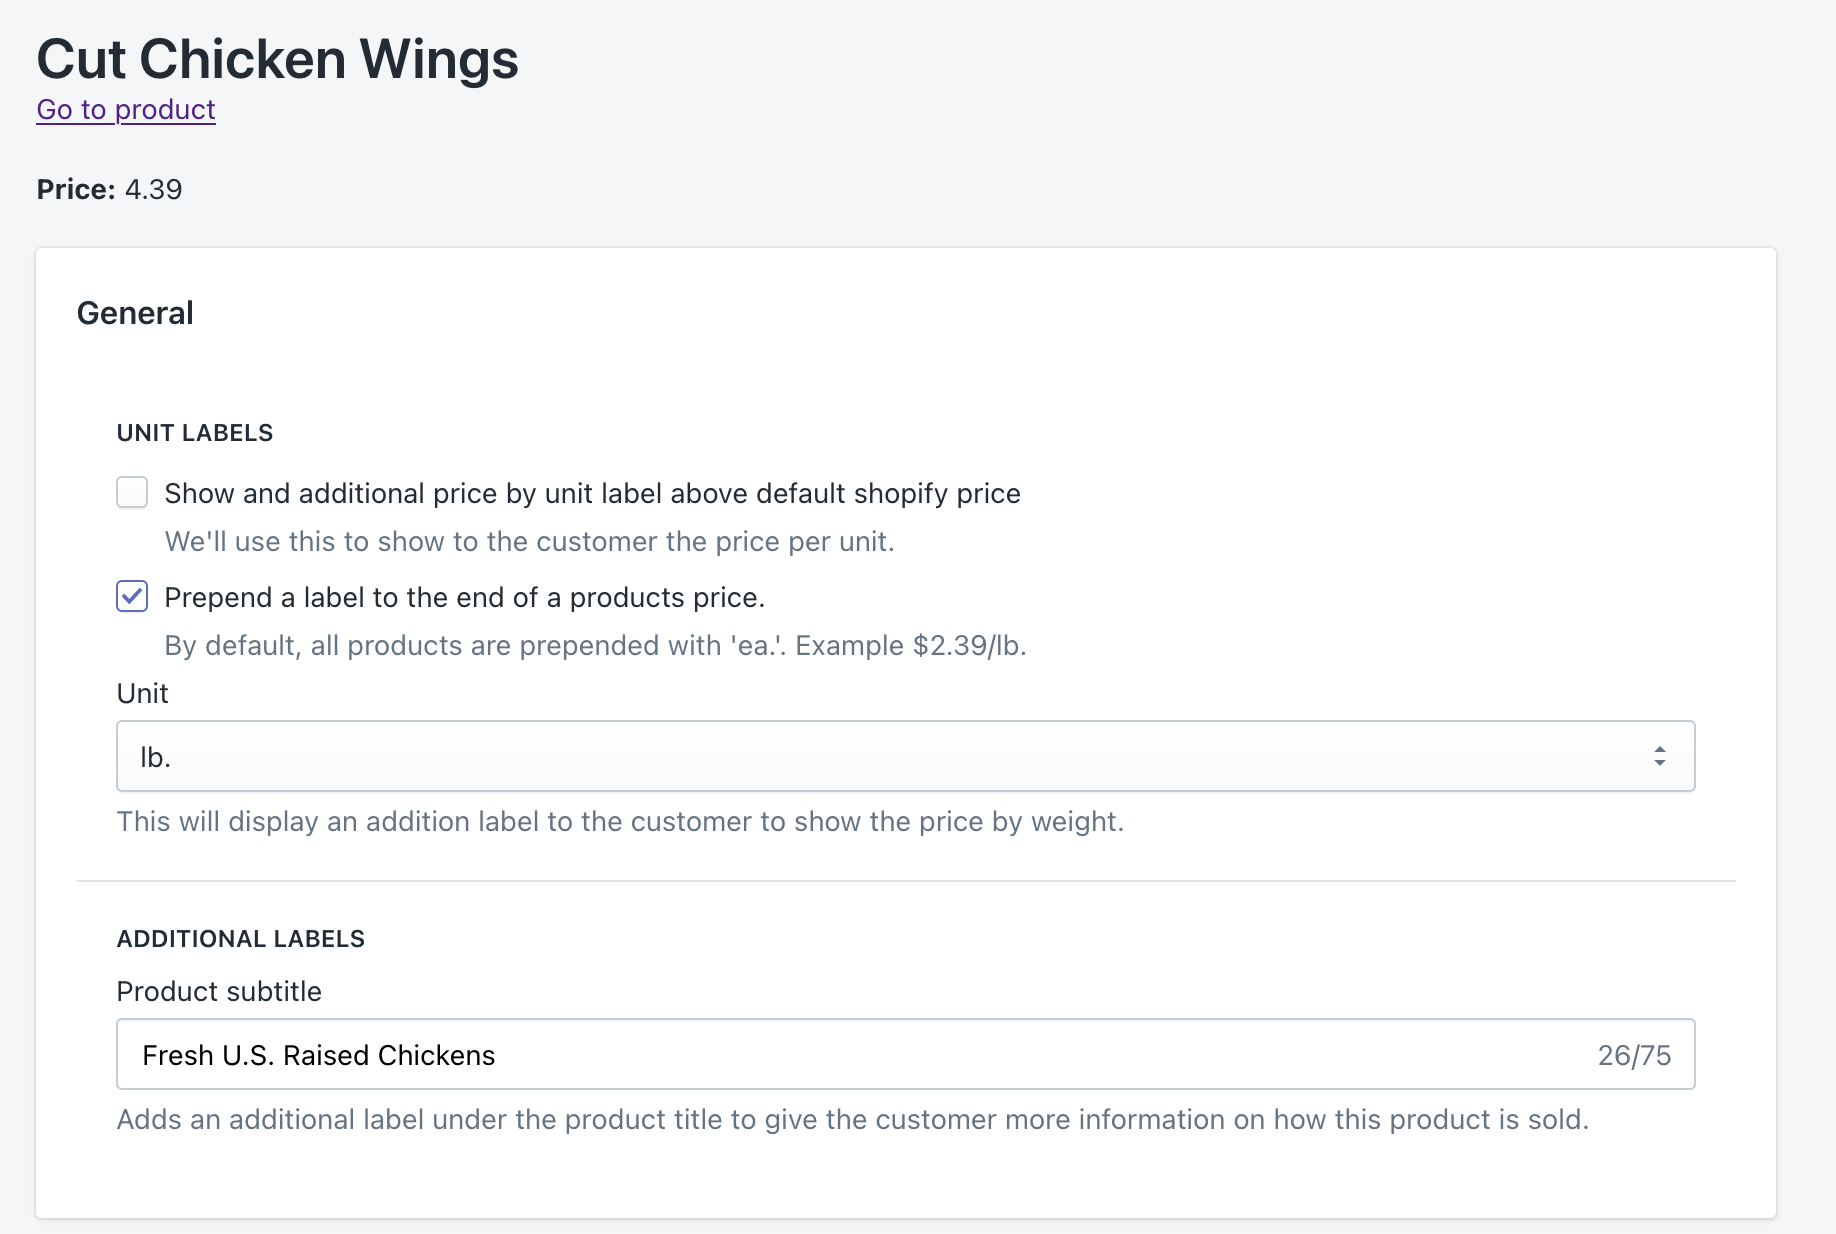 Cut Chicken Wings
Go to product
Price: 4.39
General
UNIT LABELS
Show and additional price by unit label above default shopify price
We'll use this to show to the customer the price per unit.
Prepend a label to the end of a products price.
By default, all products are prepended with 'ea.'. Example $2.39/lb.
Unit
lb.
This will display an addition label to the customer to show the price by weight.
ADDITIONAL LABELS
Product subtitle
Fresh U.S. Raised Chickens 26/75
Adds an additional label under the product title to give the customer more information on how this product is sold.